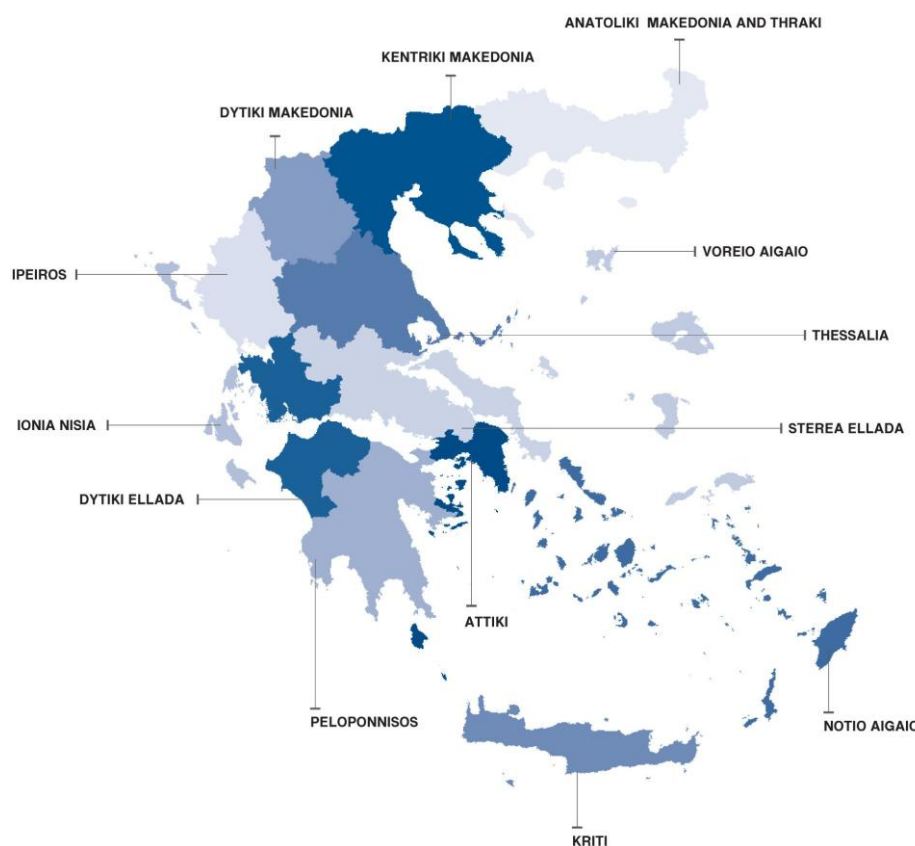 ANATOLIKI MAKEDONIA AND THRAKI
KENTRIKI MAKEDONIA
DYTIKI MAKEDONIA
VOREIO AIGAIO
IPEIROS
THESSALIA
IONIA NISIA
STEREA ELLADA
DYTIKI ELLADA
ATTIKI
PELOPONNISOS
NOTIO AIGAIO
KRITI